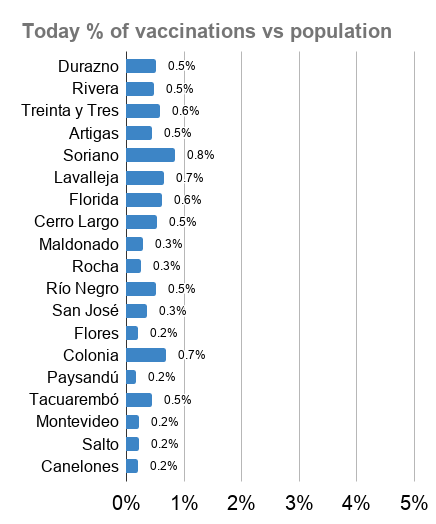 Today % of vaccinations vs population
Durazno 0.5%
Rivera 0.5%
Treinta y Tres 0.6%
Artigas 0.5%
Soriano 0.8%
Lavalleja 0.7%
Florida 0.6%
Cerro Largo 0.5%
Maldonado 0.3%
Rocha 0.3%
Río Negro 0.5%
San José 0.3%
Flores 0.2%
Colonia 0.7%
Paysandú 0.2%
Tacuarembó 0.5%
Montevideo 0.2%
Salto 0.2%
Canelones 0.2%
0% 1% 2% 3% 4% 5%